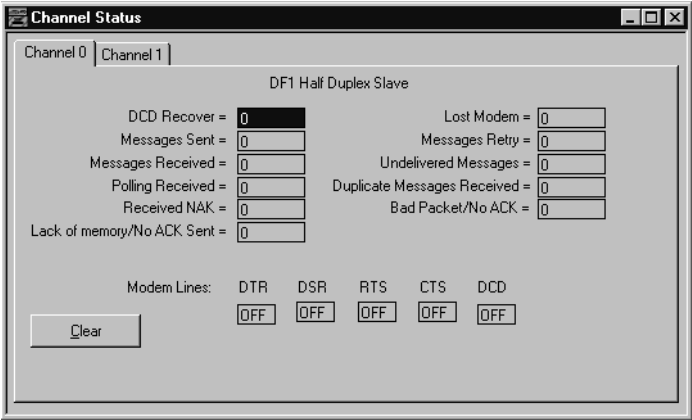 Channel Status
Channel 0 Channel 1
DF1 Half Duplex Slave
DCD Recover = 0 Lost Modem = 0
Messages Sent = 0 Messages Retry = 0
Messages Received = 0 Undelivered Messages = 0
Polling Received = 0 Duplicate Messages Received = 0
Received NAK = 0 Bad Packet/No ACK = 0
Lack of memory/No ACK Sent = 0
Modem Lines: DTR DSR RTS CTS DCD
OFF OFF OFF OFF OFF
Clear